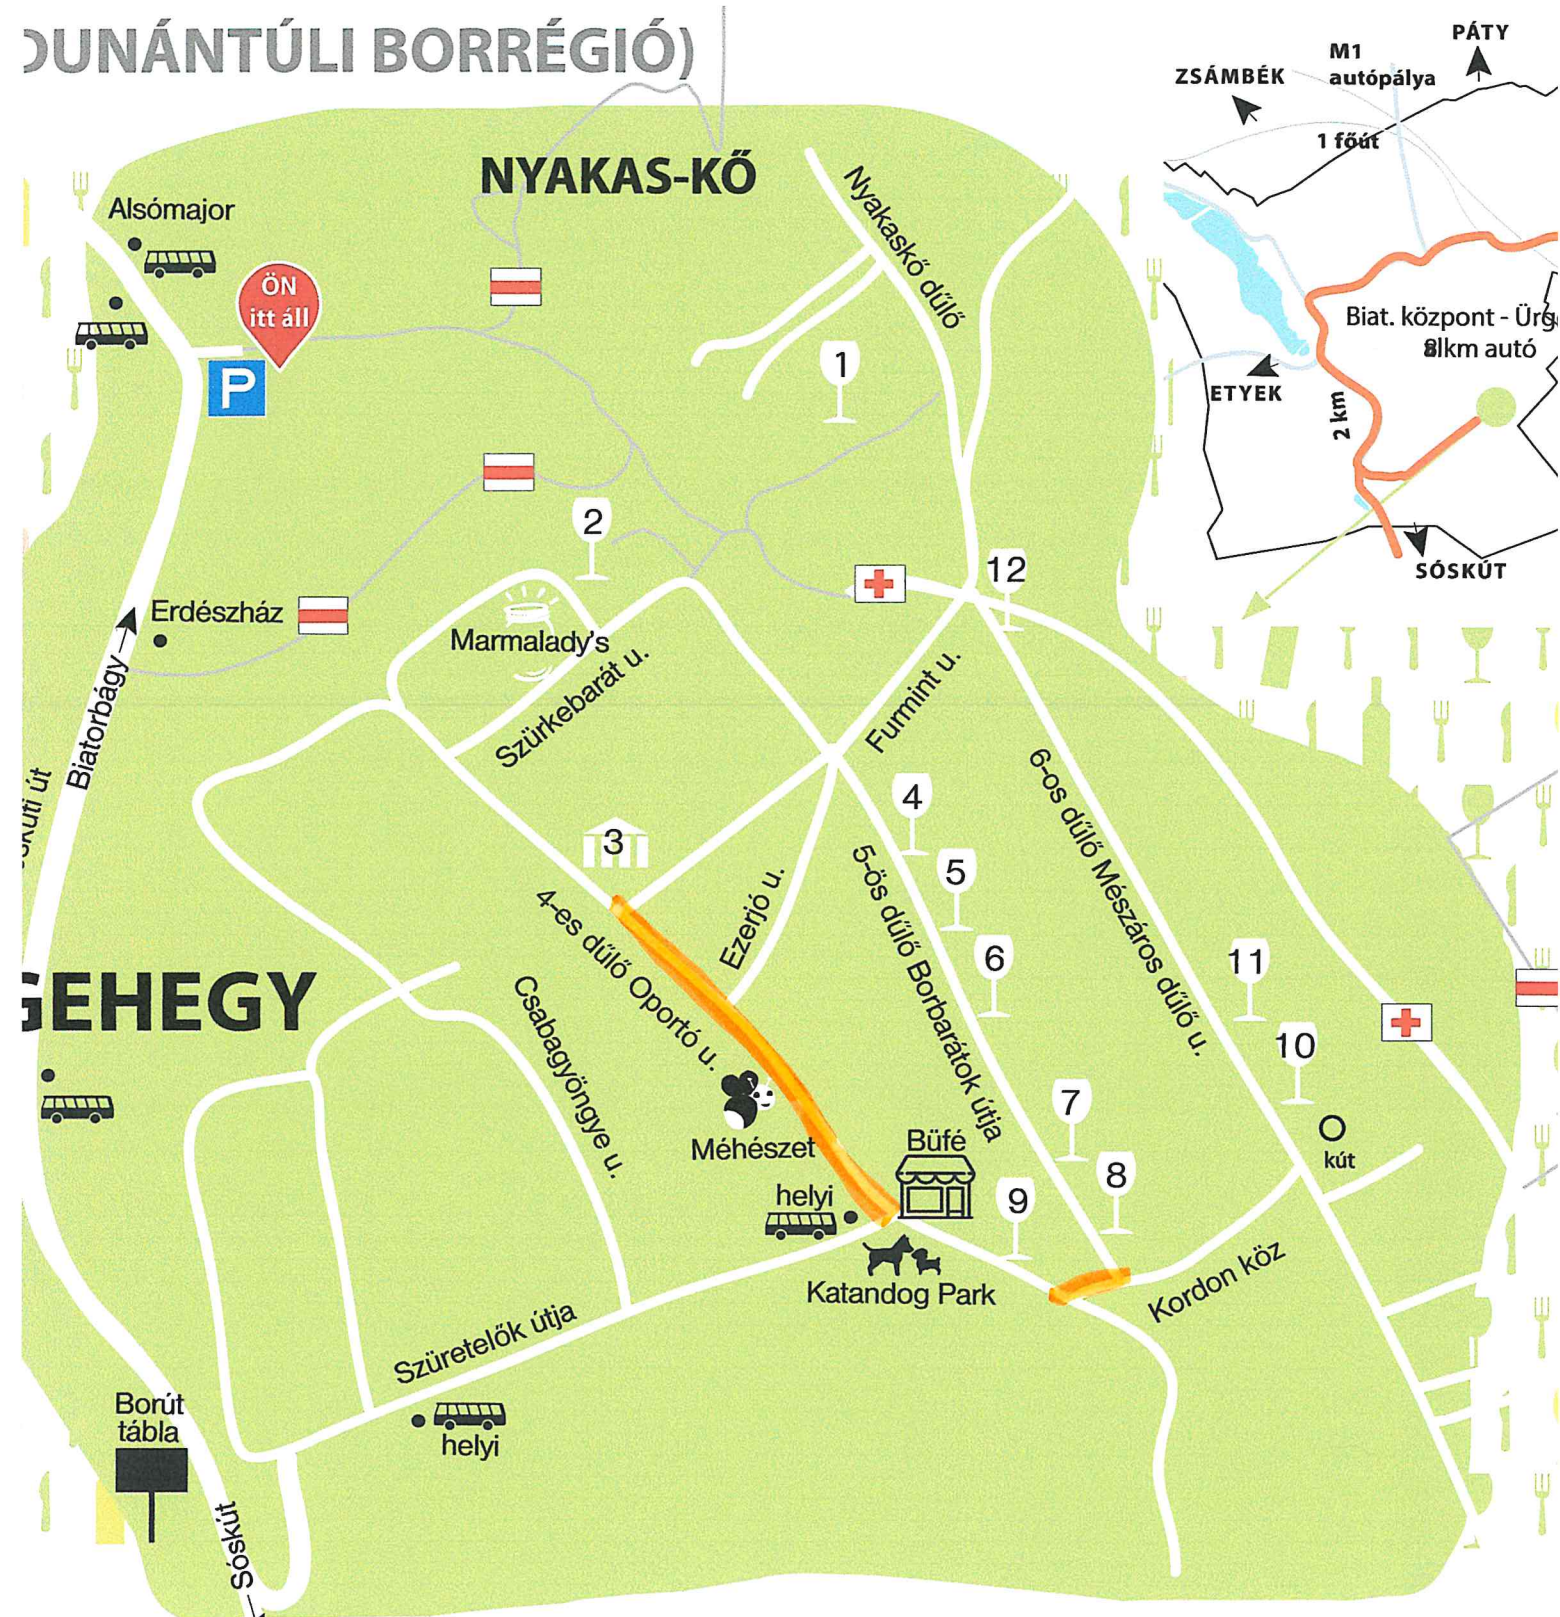 DUNÁNTÚLI BORRÉGIÓ)
PÁTY
M1
autópálya
ZSÁMBÉK
1 főút
NYAKAS-KŐ
Nyakaskő dűlő
Alsómajor
ÖN
itt áll
P
Biat. központ -
km autó
ETYEK
2 km
SÓSKÚT
1
2
12
Erdészház
Marmalady's
Szürkebarát u.
Furmint u.
Biatorbágy
út
3
4
5
6
6-os dűlő Mészáros dűlő u.
5-ös dűlő Borbarátok útja
Ezerjó u.
4-es dűlő Oportó u.
GEHEGY
Csabagyöngye u.
11
10
kút
7
8
9
Méhészet
Büfé
helyi
Katandog Park
Kordon köz
Szüretelők útja
helyi
Borút
tábla
Sóskút